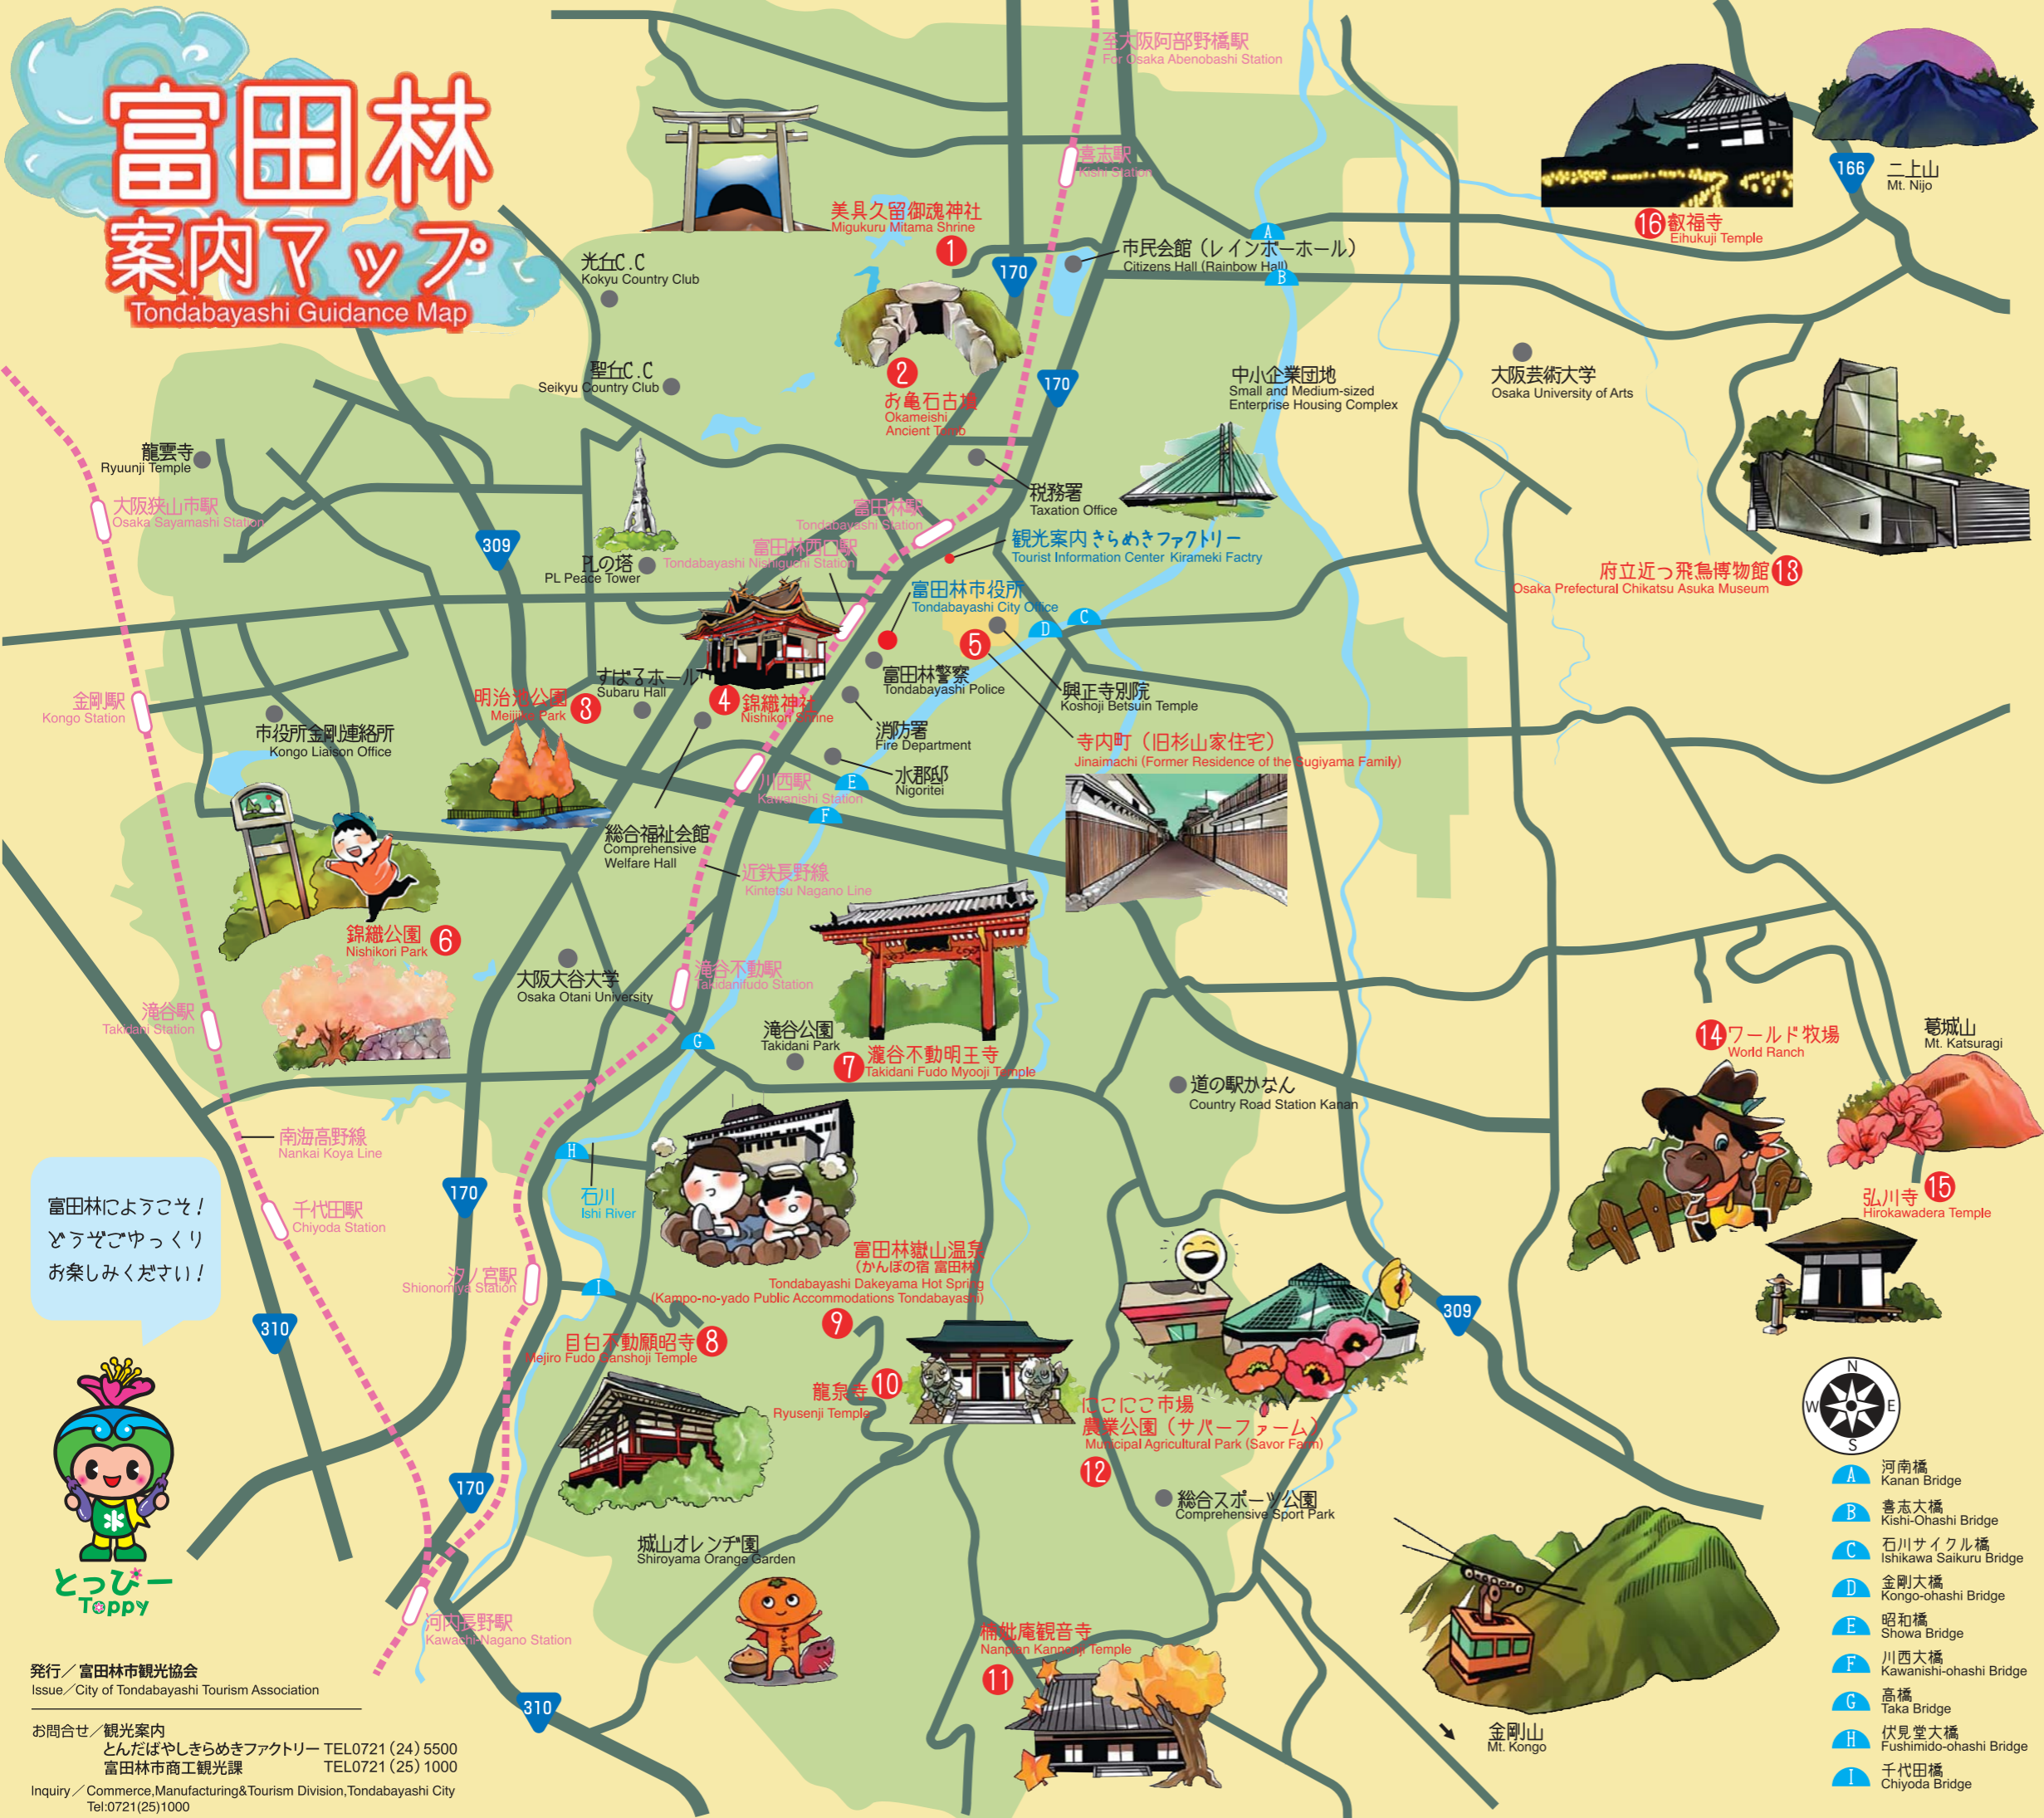 富田林
案内マップ
Tondabayashi Guidance Map
至大阪阿部野橋駅
For Osaka Abenobashi Station
喜志駅
Kishi Station
166
二上山
Mt. Nijo
16 叡福寺
Eihukuji Temple
美具久留御魂神社
Migukuru Mitama Shrine
1
A
市民会館（レインボーホール）
Citizens Hall (Rainbow Hall)
170
B
光丘C.C
Kokyu Country Club
2
お亀石古墳
Okameishi
Ancient Tomb
170
聖丘C.C
Seikyu Country Club
中小企業団地
Small and Medium-sized
Enterprise Housing Complex
大阪芸術大学
Osaka University of Arts
龍雲寺
Ryuunji Temple
大阪狭山市駅
Osaka Sayamashi Station
税務署
Taxation Office
富田林駅
Tondabayashi Station
309
観光案内 きらめきファクトリー
Tourist Information Center Kirameki Factry
富田林西口駅
Tondabayashi Nishiguchi Station
PLの塔
PL Peace Tower
府立近つ飛鳥博物館 13
Osaka Prefectural Chikatsu Asuka Museum
富田林市役所
Tondabayashi City Office
C
D
5
富田林警察
Tondabayashi Police
興正寺別院
Koshoji Betsuin Temple
すばるホール
Subaru Hall
4 錦織神社
Nishikori Shrine
明治池公園 3
Meijiike Park
金剛駅
Kongo Station
市役所金剛連絡所
Kongo Liaison Office
消防署
Fire Department
寺内町（旧杉山家住宅）
Jinaimachi (Former Residence of the Sugiyama Family)
水郡邸
Nigoritei
川西駅
Kawanishi Station
E
F
総合福祉会館
Comprehensive
Welfare Hall
近鉄長野線
Kintetsu Nagano Line
錦織公園 6
Nishikori Park
大阪大谷大学
Osaka Otani University
滝谷不動駅
Takidanifudo Station
滝谷駅
Takidani Station
滝谷公園
Takidani Park
G
7 瀧谷不動明王寺
Takidani Fudo Myooji Temple
14 ワールド牧場
World Ranch
葛城山
Mt. Katsuragi
道の駅かなん
Country Road Station Kanan
南海高野線
Nankai Koya Line
H
石川
Ishi River
170
富田林にようこそ！
どうぞごゆっくり
お楽しみください！
千代田駅
Chiyoda Station
弘川寺 15
Hirokawadera Temple
富田林嶽山温泉
（かんぽの宿 富田林）
Tondabayashi Dakeyama Hot Spring
(Kampo-no-yado Public Accommodations Tondabayashi)
9
汐ノ宮駅
Shionomiya Station
I
310
309
目白不動願昭寺 8
Mejiro Fudo Ganshoji Temple
龍泉寺 10
Ryusenji Temple
にこにこ市場
農業公園（サバーファーム）
Municipal Agricultural Park (Savor Farm)
12
170
総合スポーツ公園
Comprehensive Sport Park
城山オレンヂ園
Shiroyama Orange Garden
とっぴー
Toppy
河内長野駅
Kawachi-Nagano Station
楠妣庵観音寺
Nanpian Kannonji Temple
11
310
金剛山
Mt. Kongo
N
W
E
S
A 河南橋
Kanan Bridge
B 喜志大橋
Kishi-Ohashi Bridge
C 石川サイクル橋
Ishikawa Saikuru Bridge
D 金剛大橋
Kongo-ohashi Bridge
E 昭和橋
Showa Bridge
F 川西大橋
Kawanishi-ohashi Bridge
G 高橋
Taka Bridge
H 伏見堂大橋
Fushimido-ohashi Bridge
I 千代田橋
Chiyoda Bridge
発行／富田林市観光協会
Issue／City of Tondabayashi Tourism Association
お問合せ／観光案内
とんだばやしきらめきファクトリー TEL0721(24)5500
富田林市商工観光課 TEL0721(25)1000
Inquiry／Commerce,Manufacturing&Tourism Division,Tondabayashi City
Tel:0721(25)1000